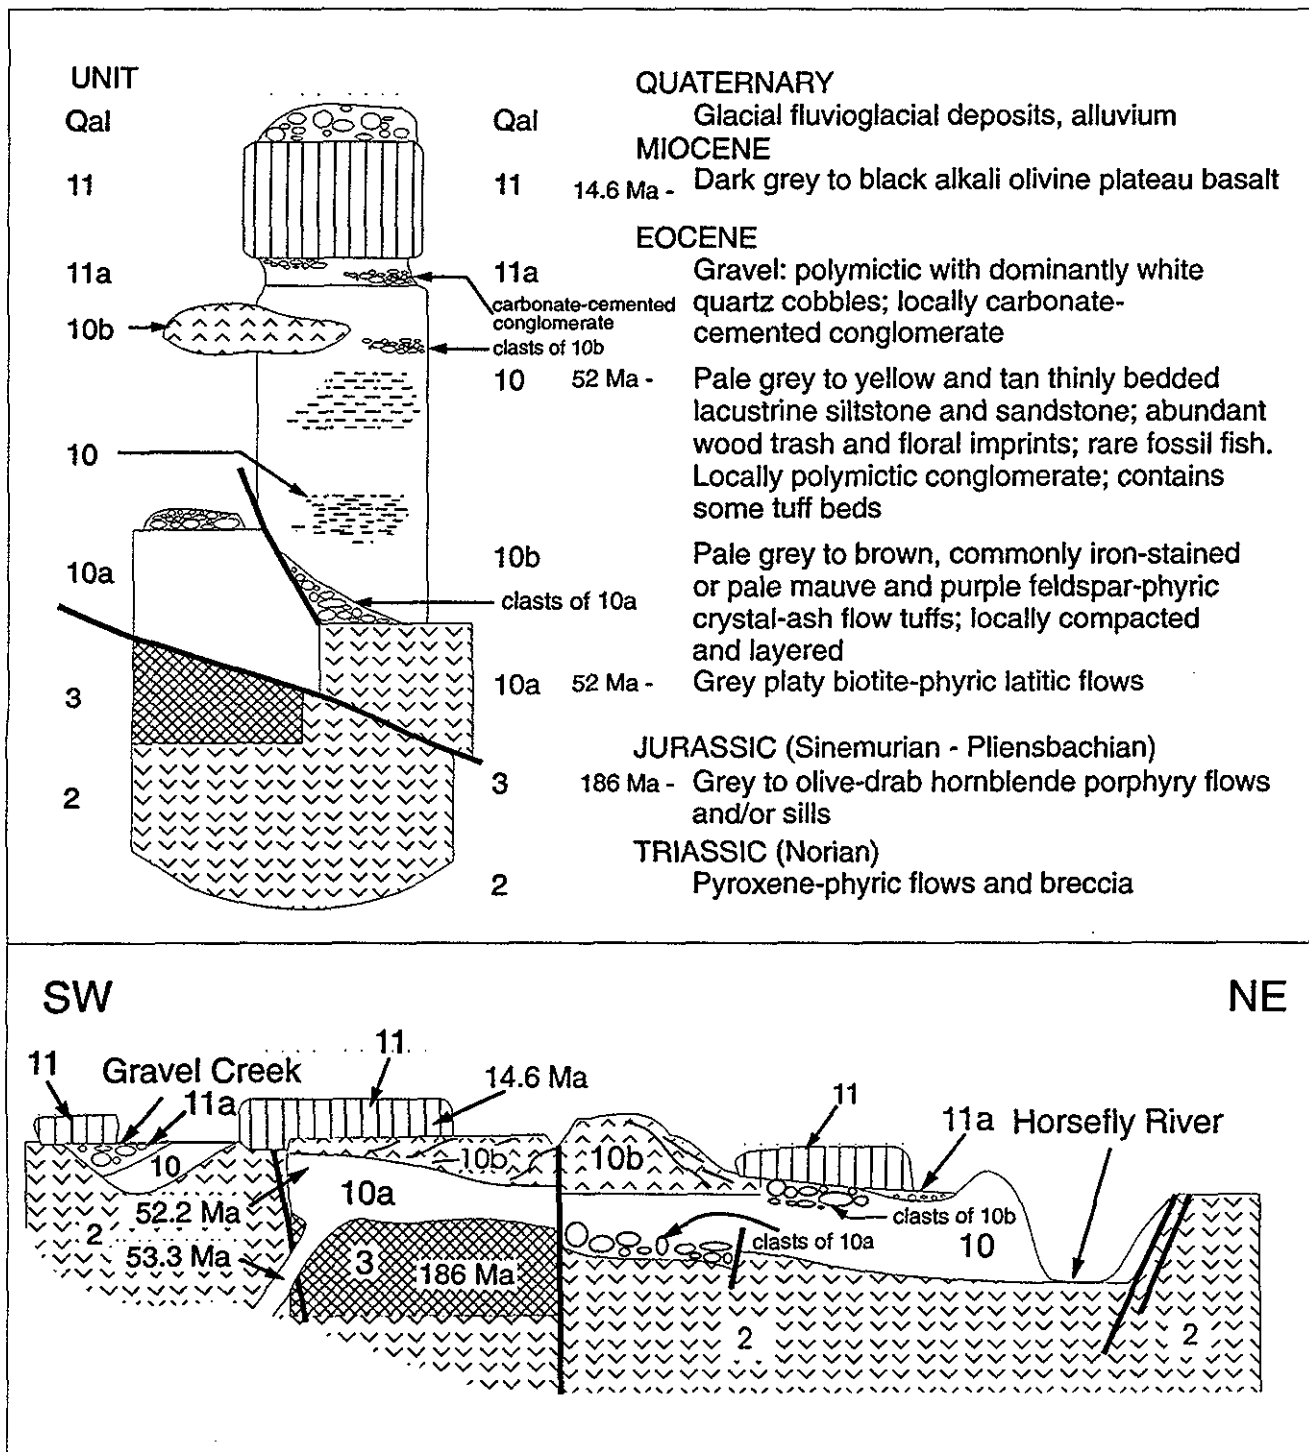 UNIT
Qal
11
11a
10b
10
10a
3
2
QUATERNARY
Qal
Glacial fluvioglacial deposits, alluvium
MIOCENE
11
14.6 Ma -
Dark grey to black alkali olivine plateau basalt
EOCENE
11a
Gravel: polymictic with dominantly white
quartz cobbles; locally carbonate-
cemented conglomerate
carbonate-cemented
conglomerate
clasts of 10b
10
52 Ma -
Pale grey to yellow and tan thinly bedded
lacustrine siltstone and sandstone; abundant
wood trash and floral imprints; rare fossil fish.
Locally polymictic conglomerate; contains
some tuff beds
10b
Pale grey to brown, commonly iron-stained
or pale mauve and purple feldspar-phyric
crystal-ash flow tuffs; locally compacted
and layered
clasts of 10a
10a
52 Ma -
Grey platy biotite-phyric latitic flows
JURASSIC (Sinemurian - Pliensbachian)
3
186 Ma -
Grey to olive-drab hornblende porphyry flows
and/or sills
TRIASSIC (Norian)
2
Pyroxene-phyric flows and breccia
SW
NE
11
Gravel Creek
11a
11
14.6 Ma
11
11a
Horsefly River
10
10b
10b
10a
52.2 Ma
clasts of 10b
clasts of 10a
10
2
53.3 Ma
3
186 Ma
2
2